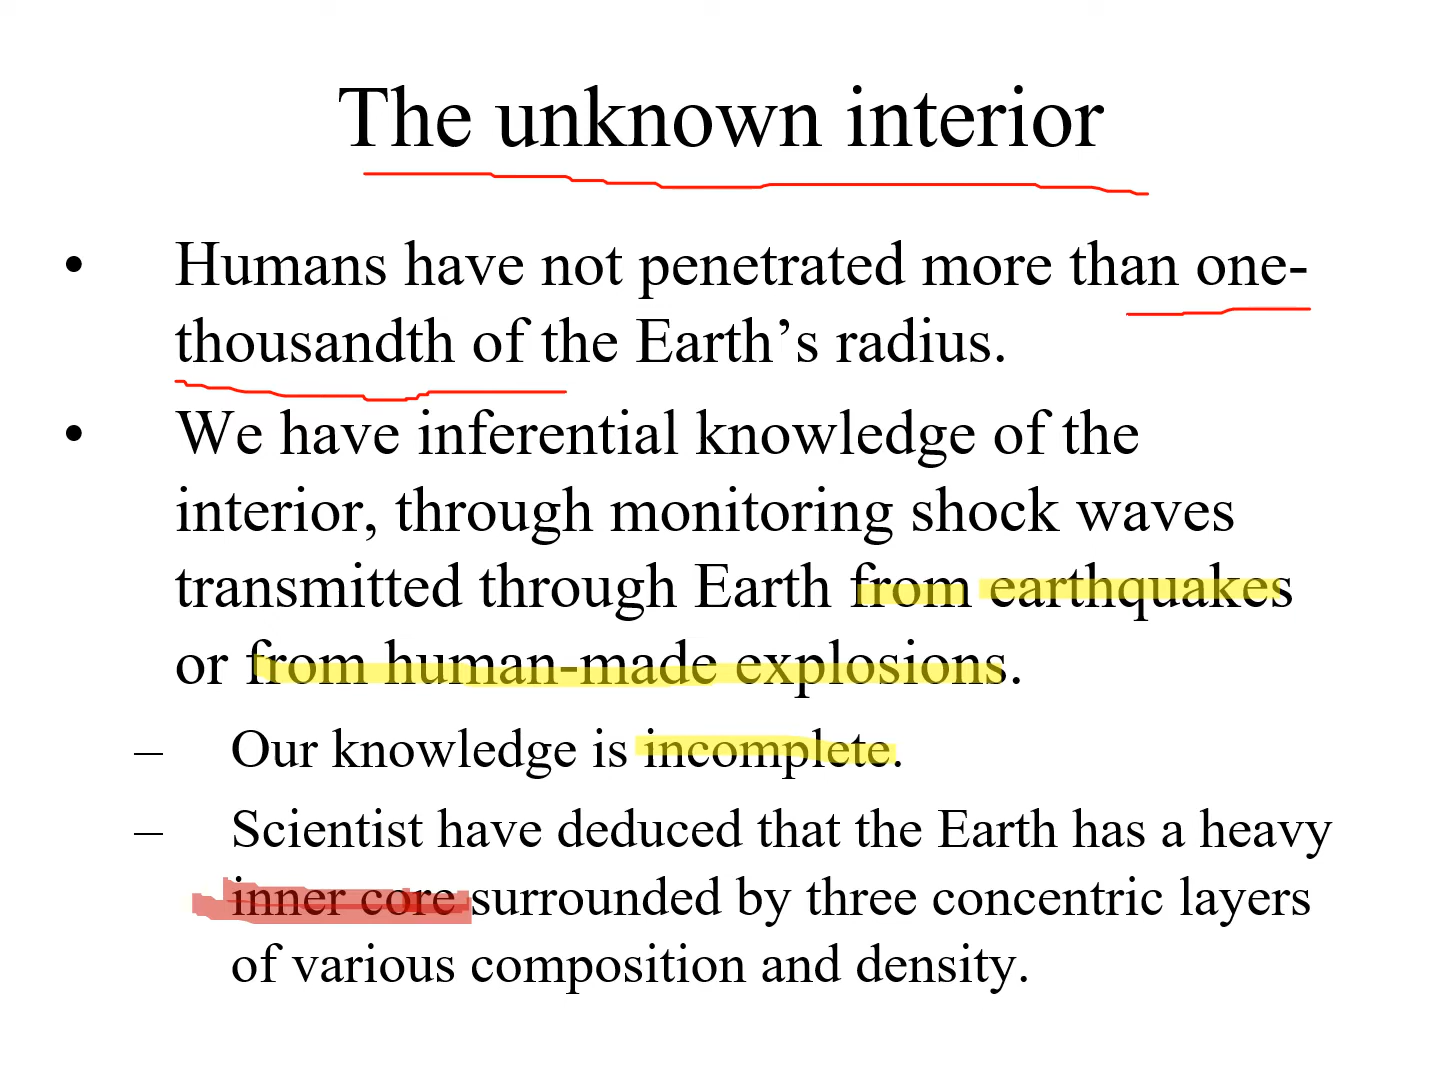 The unknown interior
• Humans have not penetrated more than one-
thousandth of the Earth’s radius.
• We have inferential knowledge of the
interior, through monitoring shock waves
transmitted through Earth from earthquakes
or from human-made explosions.
– Our knowledge is incomplete.
– Scientist have deduced that the Earth has a heavy
inner core surrounded by three concentric layers
of various composition and density.